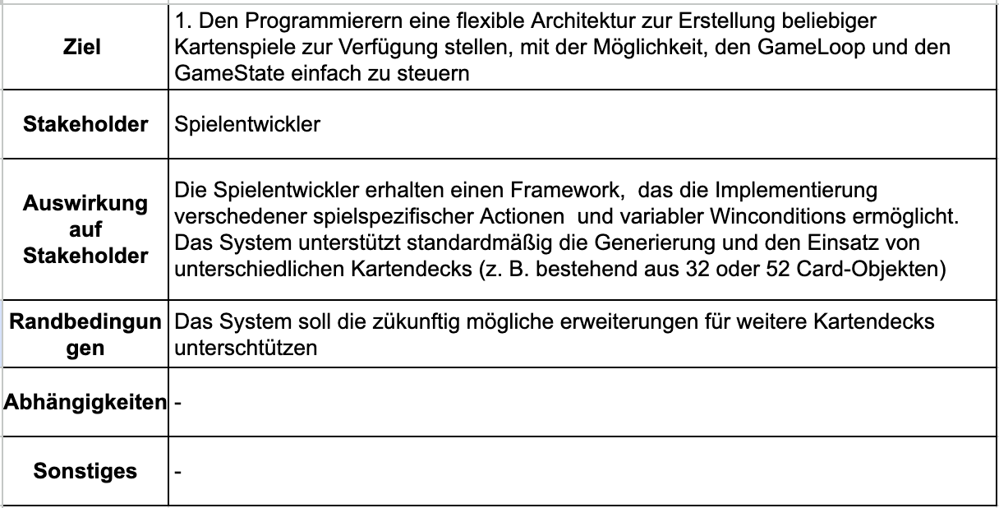 Ziel
1. Den Programmierern eine flexible Architektur zur Erstellung beliebiger
Kartenspiele zur Verfügung stellen, mit der Möglichkeit, den GameLoop und den
GameState einfach zu steuern
Stakeholder
Spielentwickler
Auswirkung
auf
Stakeholder
Die Spielentwickler erhalten einen Framework,  das die Implementierung
verschedener spielspezifischer Actionen  und variabler Winconditions ermöglicht.
Das System unterstützt standardmäßig die Generierung und den Einsatz von
unterschiedlichen Kartendecks (z. B. bestehend aus 32 oder 52 Card-Objekten)
Randbedingun
gen
Das System soll die zükunftig mögliche erweiterungen für weitere Kartendecks
unterschtützen
Abhängigkeiten
-
Sonstiges
-